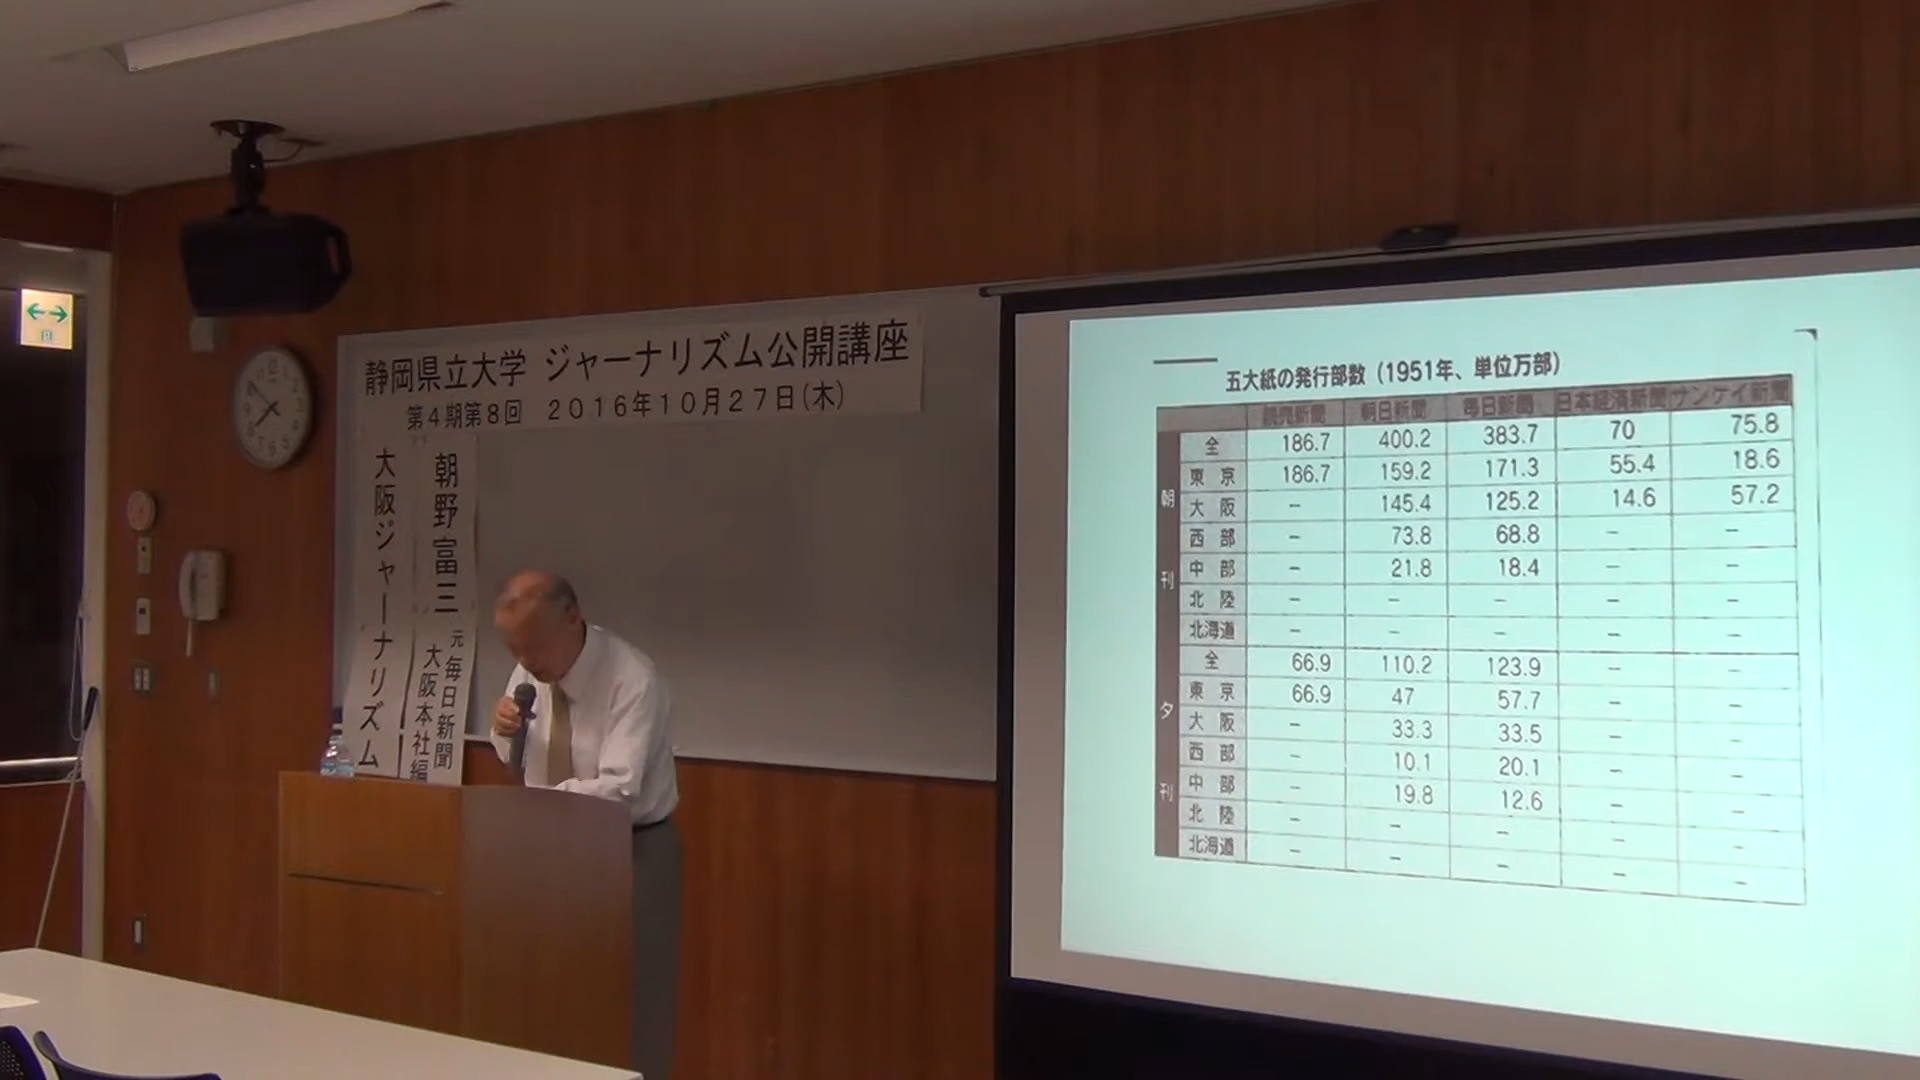 静岡県立大学 ジャーナリズム公開講座
第4期第8回 2016年10月27日(木)
朝野富三 元毎日新聞大阪本社編
大阪ジャーナリズム
五大紙の発行部数(1951年、単位万部)
読売新聞 朝日新聞 毎日新聞 日本経済新聞 サンケイ新聞
朝刊
全 186.7 400.2 383.7 70 75.8
東京 186.7 159.2 171.3 55.4 18.6
大阪 - 145.4 125.2 14.6 57.2
西部 - 73.8 68.8 - -
中部 - 21.8 18.4 - -
北陸 - - - - -
北海道 - - - - -
夕刊
全 66.9 110.2 123.9 - -
東京 66.9 47 57.7 - -
大阪 - 33.3 33.5 - -
西部 - 10.1 20.1 - -
中部 - 19.8 12.6 - -
北陸 - - - - -
北海道 - - - - -